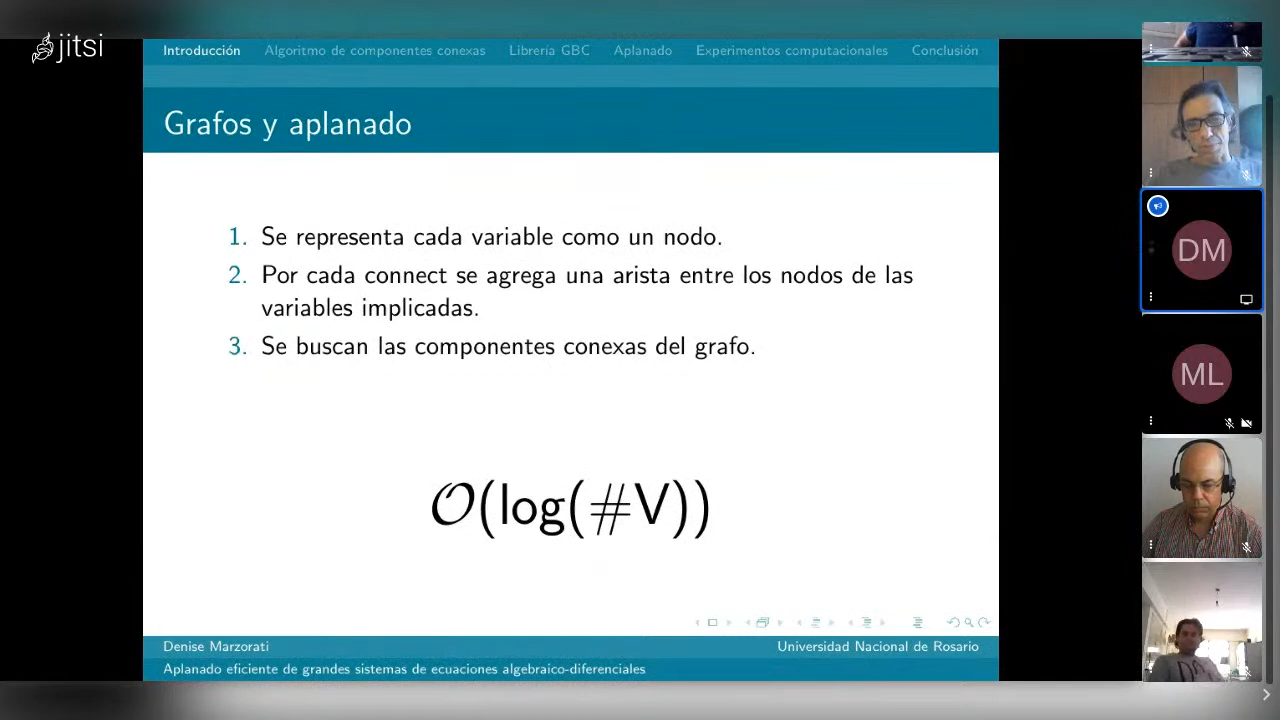 jitsi
Introducción Algoritmo de componentes conexas Librería GBC Aplanado Experimentos computacionales Conclusión
Grafos y aplanado
1. Se representa cada variable como un nodo.
2. Por cada connect se agrega una arista entre los nodos de las
variables implicadas.
3. Se buscan las componentes conexas del grafo.
O(log(#V))
Denise Marzorati Universidad Nacional de Rosario
Aplanado eficiente de grandes sistemas de ecuaciones algebraico-diferenciales
DM
ML